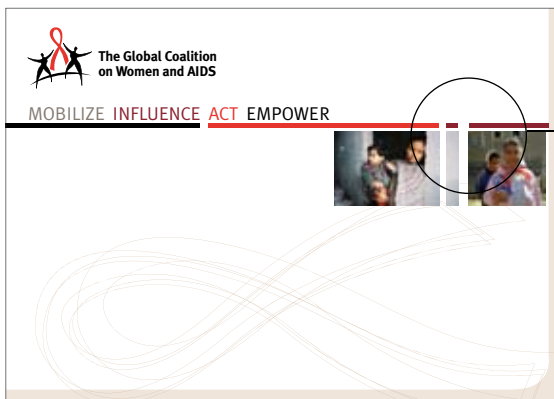 The Global Coalition
on Women and AIDS
MOBILIZE INFLUENCE ACT EMPOWER